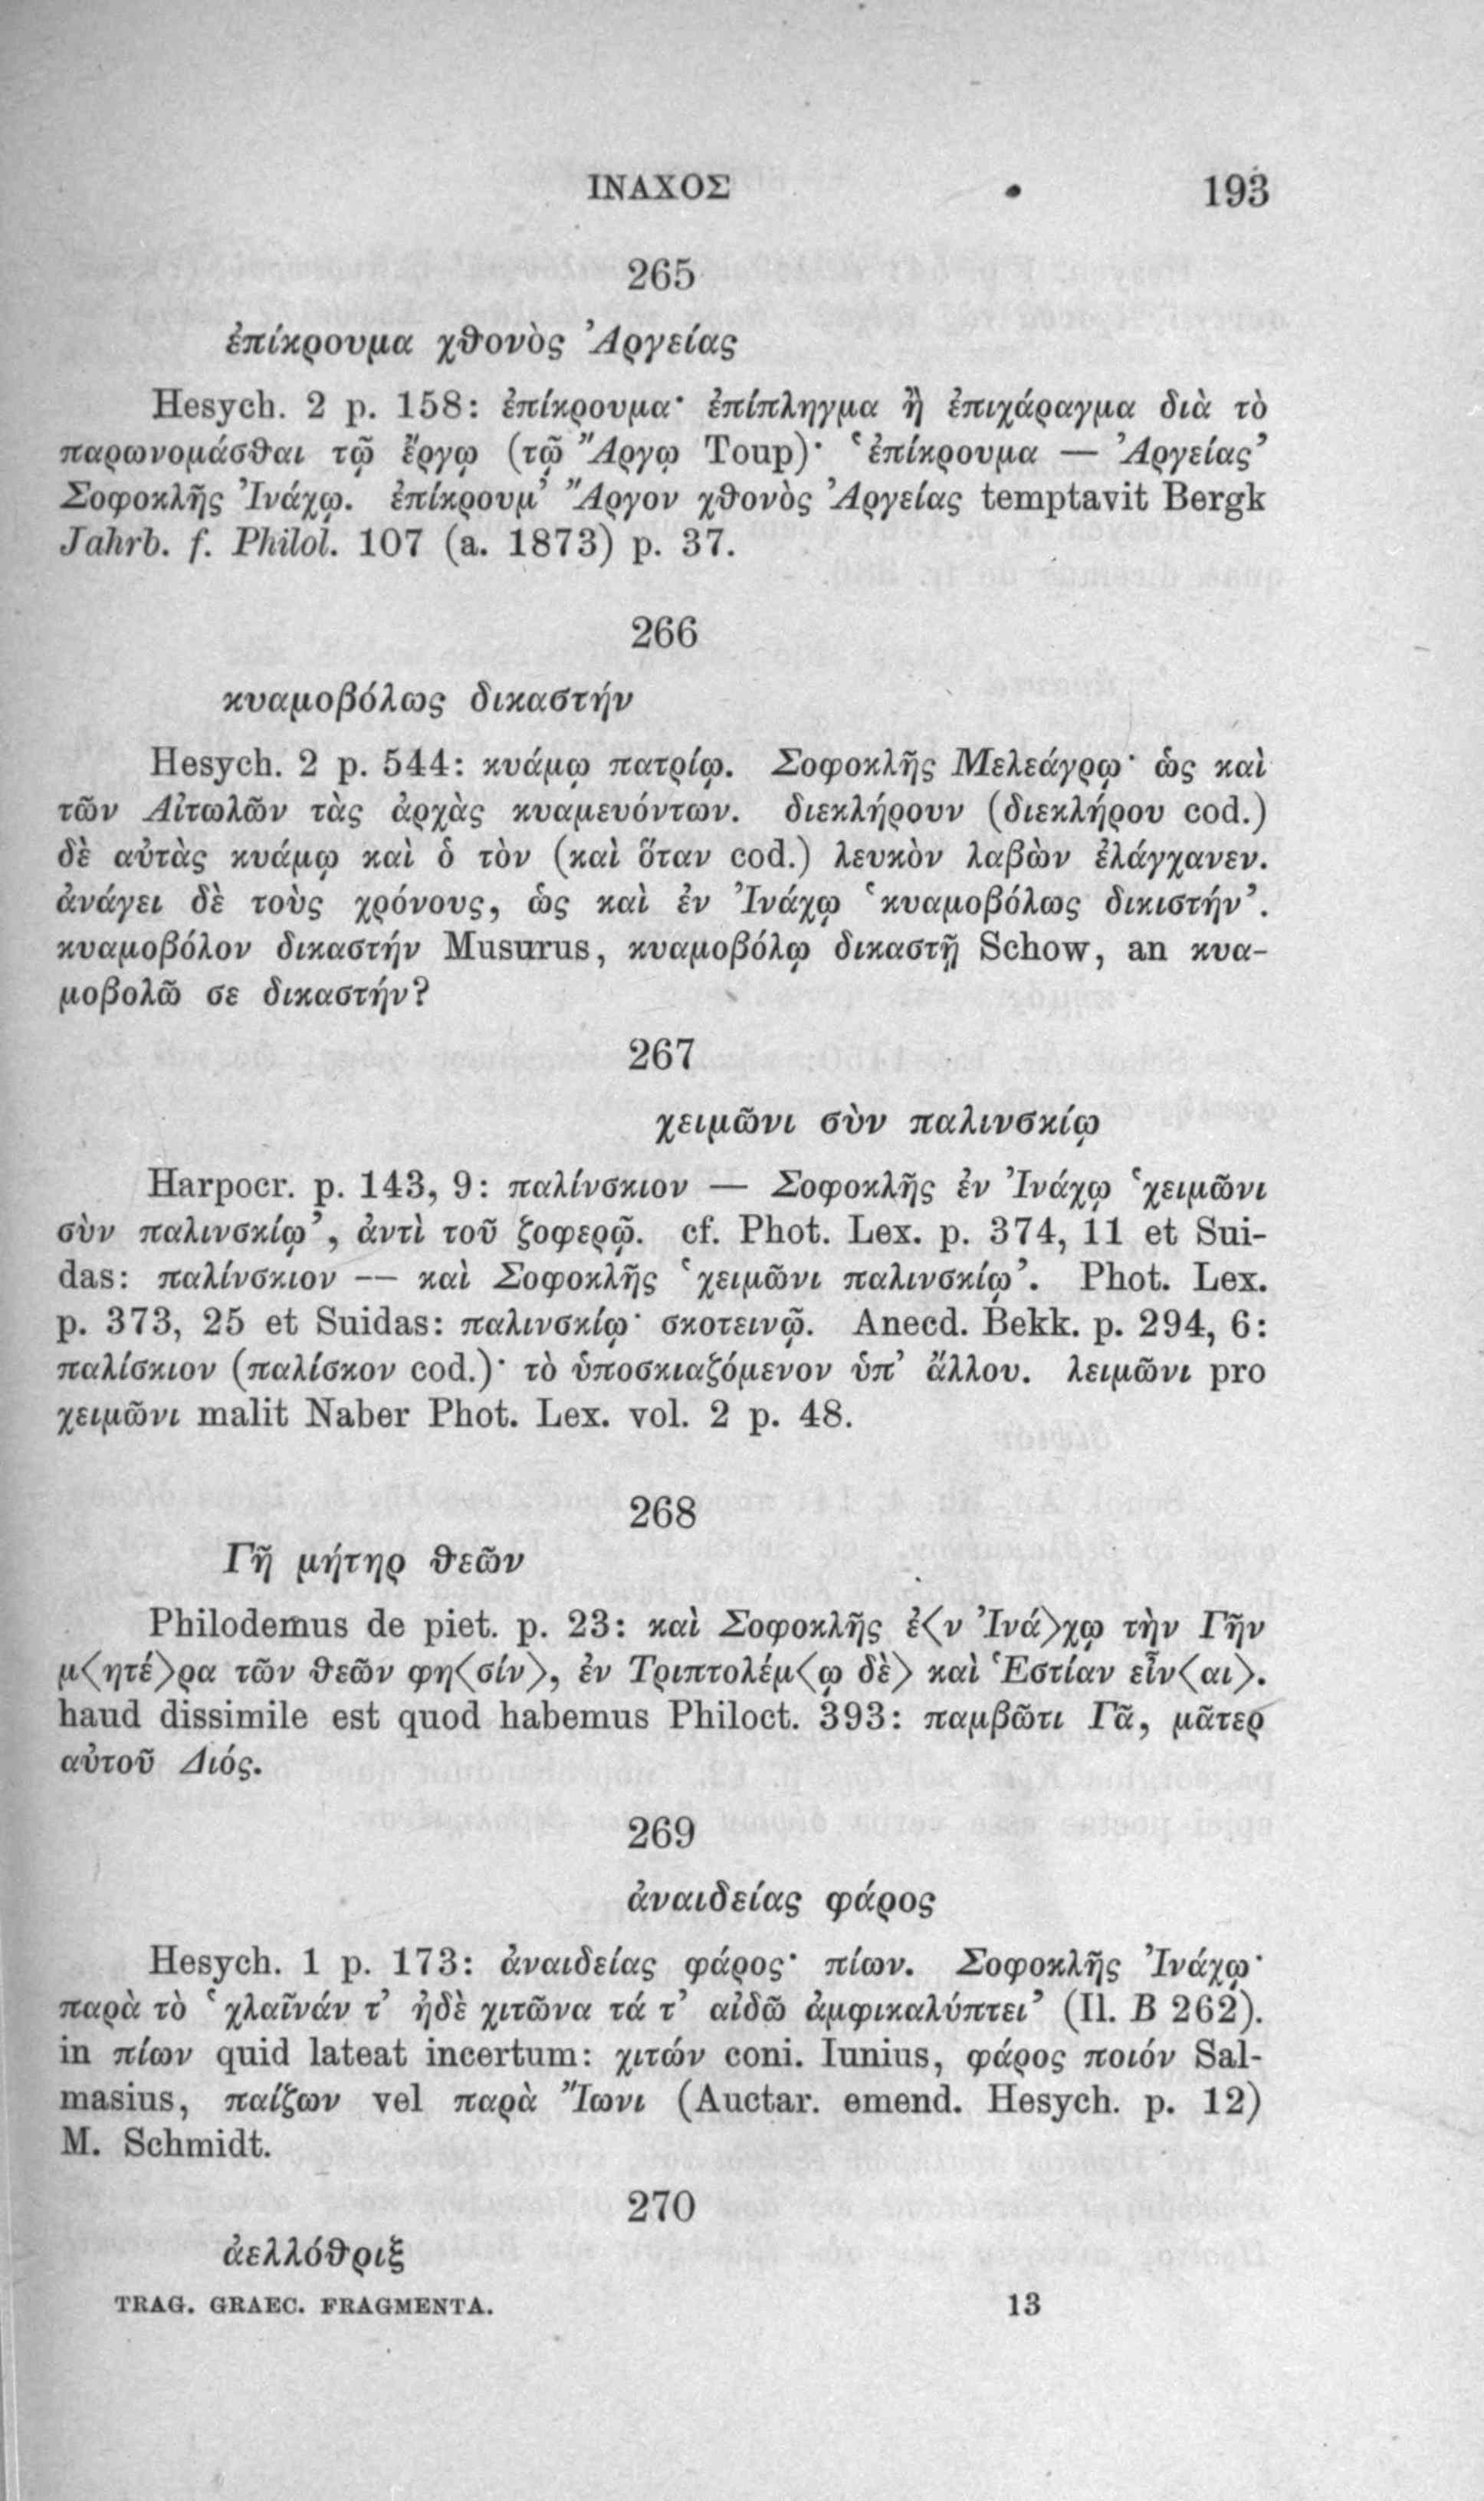 ΙΝΑΧΟΣ 193
265
ἐπίκρουμα χθονὸς Ἀργείας
Hesych. 2 p. 158: ἐπίκρουμα· ἐπίπληγμα ἢ ἐπιχάραγμα διὰ τὸ
παρωνομάσθαι τῷ ἔργῳ (τῷ Ἄργῳ Toup)· ‛ἐπίκρουμα — Ἀργείας’
Σοφοκλῆς Ἰνάχῳ. ἐπίκρουμ’ Ἄργον χθονὸς Ἀργείας temptavit Bergk
Jahrb. f. Philol. 107 (a. 1873) p. 37.
266
κυαμοβόλως δικαστήν
Hesych. 2 p. 544: κυάμῳ πατρίῳ. Σοφοκλῆς Μελεάγρῳ· ὡς καὶ
τῶν Αἰτωλῶν τὰς ἀρχὰς κυαμευόντων. διεκλήρουν (διεκλήρου cod.)
δὲ αὐτὰς κυάμῳ καὶ ὁ τὸν (καὶ ὅταν cod.) λευκὸν λαβὼν ἐλάγχανεν.
ἀνάγει δὲ τοὺς χρόνους, ὡς καὶ ἐν Ἰνάχῳ ‛κυαμοβόλως δικιστήν’.
κυαμοβόλον δικαστήν Musurus, κυαμοβόλῳ δικαστῇ Schow, an κυα-
μοβολῶ σε δικαστήν?
267
χειμῶνι σὺν παλινσκίῳ
Harpocr. p. 143, 9: παλίνσκιον — Σοφοκλῆς ἐν Ἰνάχῳ ‛χειμῶνι
σὺν παλινσκίῳ’, ἀντὶ τοῦ ζοφερῷ. cf. Phot. Lex. p. 374, 11 et Sui-
das: παλίνσκιον — καὶ Σοφοκλῆς ‛χειμῶνι παλινσκίῳ’. Phot. Lex.
p. 373, 25 et Suidas: παλινσκίῳ· σκοτεινῷ. Anecd. Bekk. p. 294, 6:
παλίσκιον (παλίσκον cod.)· τὸ ὑποσκιαζόμενον ὑπ’ ἄλλου. λειμῶνι pro
χειμῶνι malit Naber Phot. Lex. vol. 2 p. 48.
268
Γῆ μήτηρ θεῶν
Philodemus de piet. p. 23: καὶ Σοφοκλῆς ἐ⟨ν Ἰνά⟩χῳ τὴν Γῆν
μ⟨ητέ⟩ρα τῶν θεῶν φη⟨σίν⟩, ἐν Τριπτολέμ⟨ῳ δὲ⟩ καὶ Ἑστίαν εἶν⟨αι⟩.
haud dissimile est quod habemus Philoct. 393: παμβῶτι Γᾶ, μᾶτερ
αὐτοῦ Διός.
269
ἀναιδείας φάρος
Hesych. 1 p. 173: ἀναιδείας φάρος· πίων. Σοφοκλῆς Ἰνάχῳ·
παρὰ τὸ ‛χλαῖνάν τ’ ἠδὲ χιτῶνα τά τ’ αἰδῶ ἀμφικαλύπτει’ (Il. B 262).
in πίων quid lateat incertum: χιτών coni. Iunius, φάρος ποιόν Sal-
masius, παίζων vel παρὰ Ἴωνι (Auctar. emend. Hesych. p. 12)
M. Schmidt.
270
ἀελλόθριξ
TRAG. GRAEC. FRAGMENTA. 13